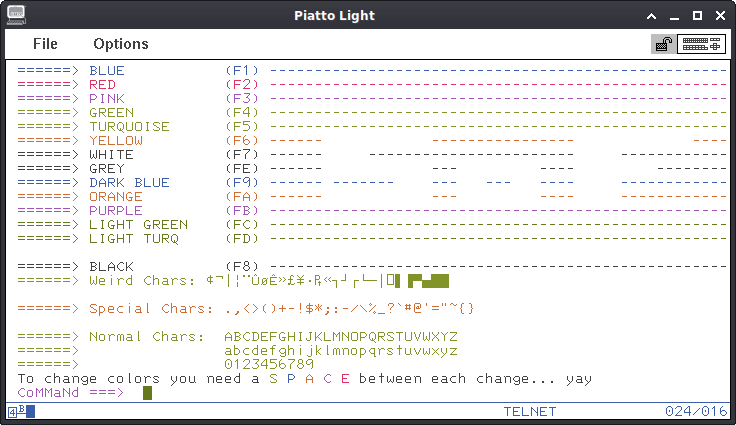 Piatto Light
File Options
======> BLUE (F1) -----------------------------------------------------------
======> RED (F2) -----------------------------------------------------------
======> PINK (F3) -----------------------------------------------------------
======> GREEN (F4) -----------------------------------------------------------
======> TURQUOISE (F5) -----------------------------------------------------------
======> YELLOW (F6) ------- ------------------ ----
======> WHITE (F7) ------- -------------------------- --------------
======> GREY (FE) ------- --- --- -------------
======> DARK BLUE (F9) ------- -------- --- --- --- -------------
======> ORANGE (FA) ------- --- --- -------------
======> PURPLE (FB) -----------------------------------------------------------
======> LIGHT GREEN (FC) -----------------------------------------------------------
======> LIGHT TURQ (FD) -----------------------------------------------------------
======> BLACK (F8) -----------------------------------------------------------
======> Weird Chars: ¢¬|¦¨ÙøÊ»£¥·₧«┐┘┌└─│
======> Special Chars: .,<>()+-!$*;:-/\%_?`#@'="~{}
======> Normal Chars: ABCDEFGHIJKLMNOPQRSTUVWXYZ
======> abcdefghijklmnopqrstuvwxyz
======> 0123456789
To change colors you need a S P A C E between each change... yay
CoMMaNd ===>
4B TELNET 024/016